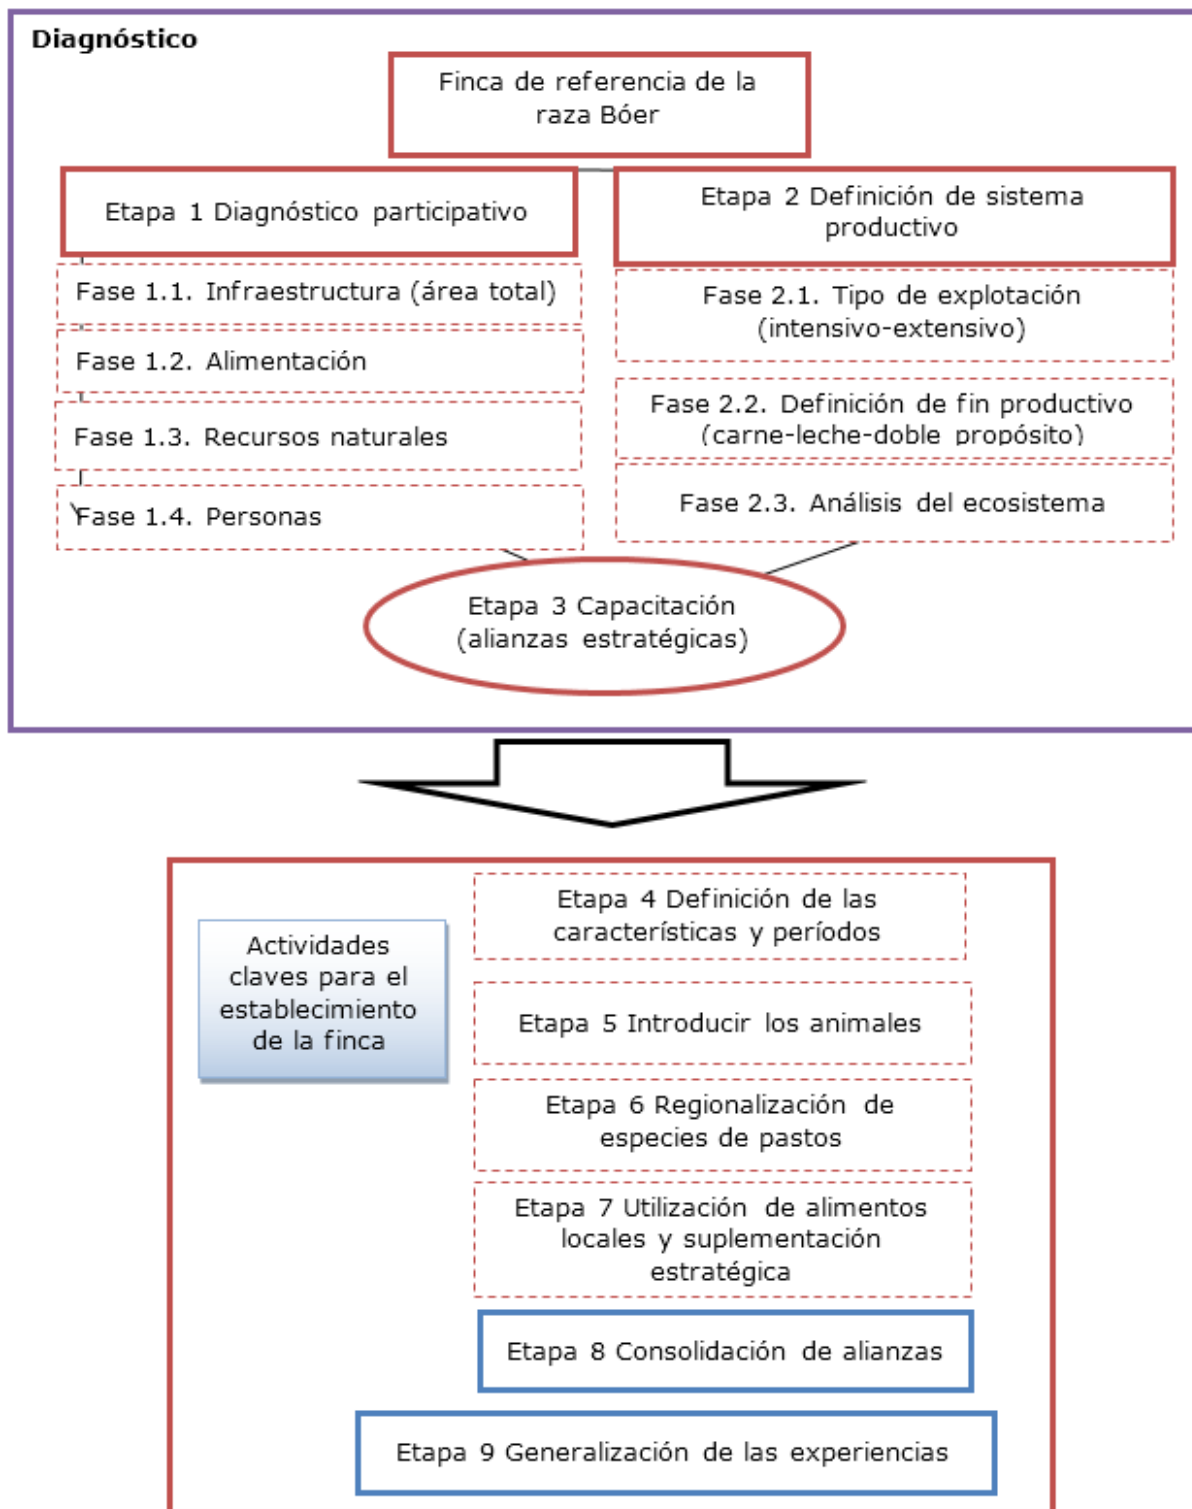 Diagnóstico
Finca de referencia de la
raza Bóer
Etapa 1 Diagnóstico participativo
Fase 1.1. Infraestructura (área total)
Fase 1.2. Alimentación
Fase 1.3. Recursos naturales
Fase 1.4. Personas
Etapa 2 Definición de sistema
productivo
Fase 2.1. Tipo de explotación
(intensivo-extensivo)
Fase 2.2. Definición de fin productivo
(carne-leche-doble propósito)
Fase 2.3. Análisis del ecosistema
Etapa 3 Capacitación
(alianzas estratégicas)
Actividades
claves para el
establecimiento
de la finca
Etapa 4 Definición de las
características y períodos
Etapa 5 Introducir los animales
Etapa 6 Regionalización de
especies de pastos
Etapa 7 Utilización de alimentos
locales y suplementación
estratégica
Etapa 8 Consolidación de alianzas
Etapa 9 Generalización de las experiencias